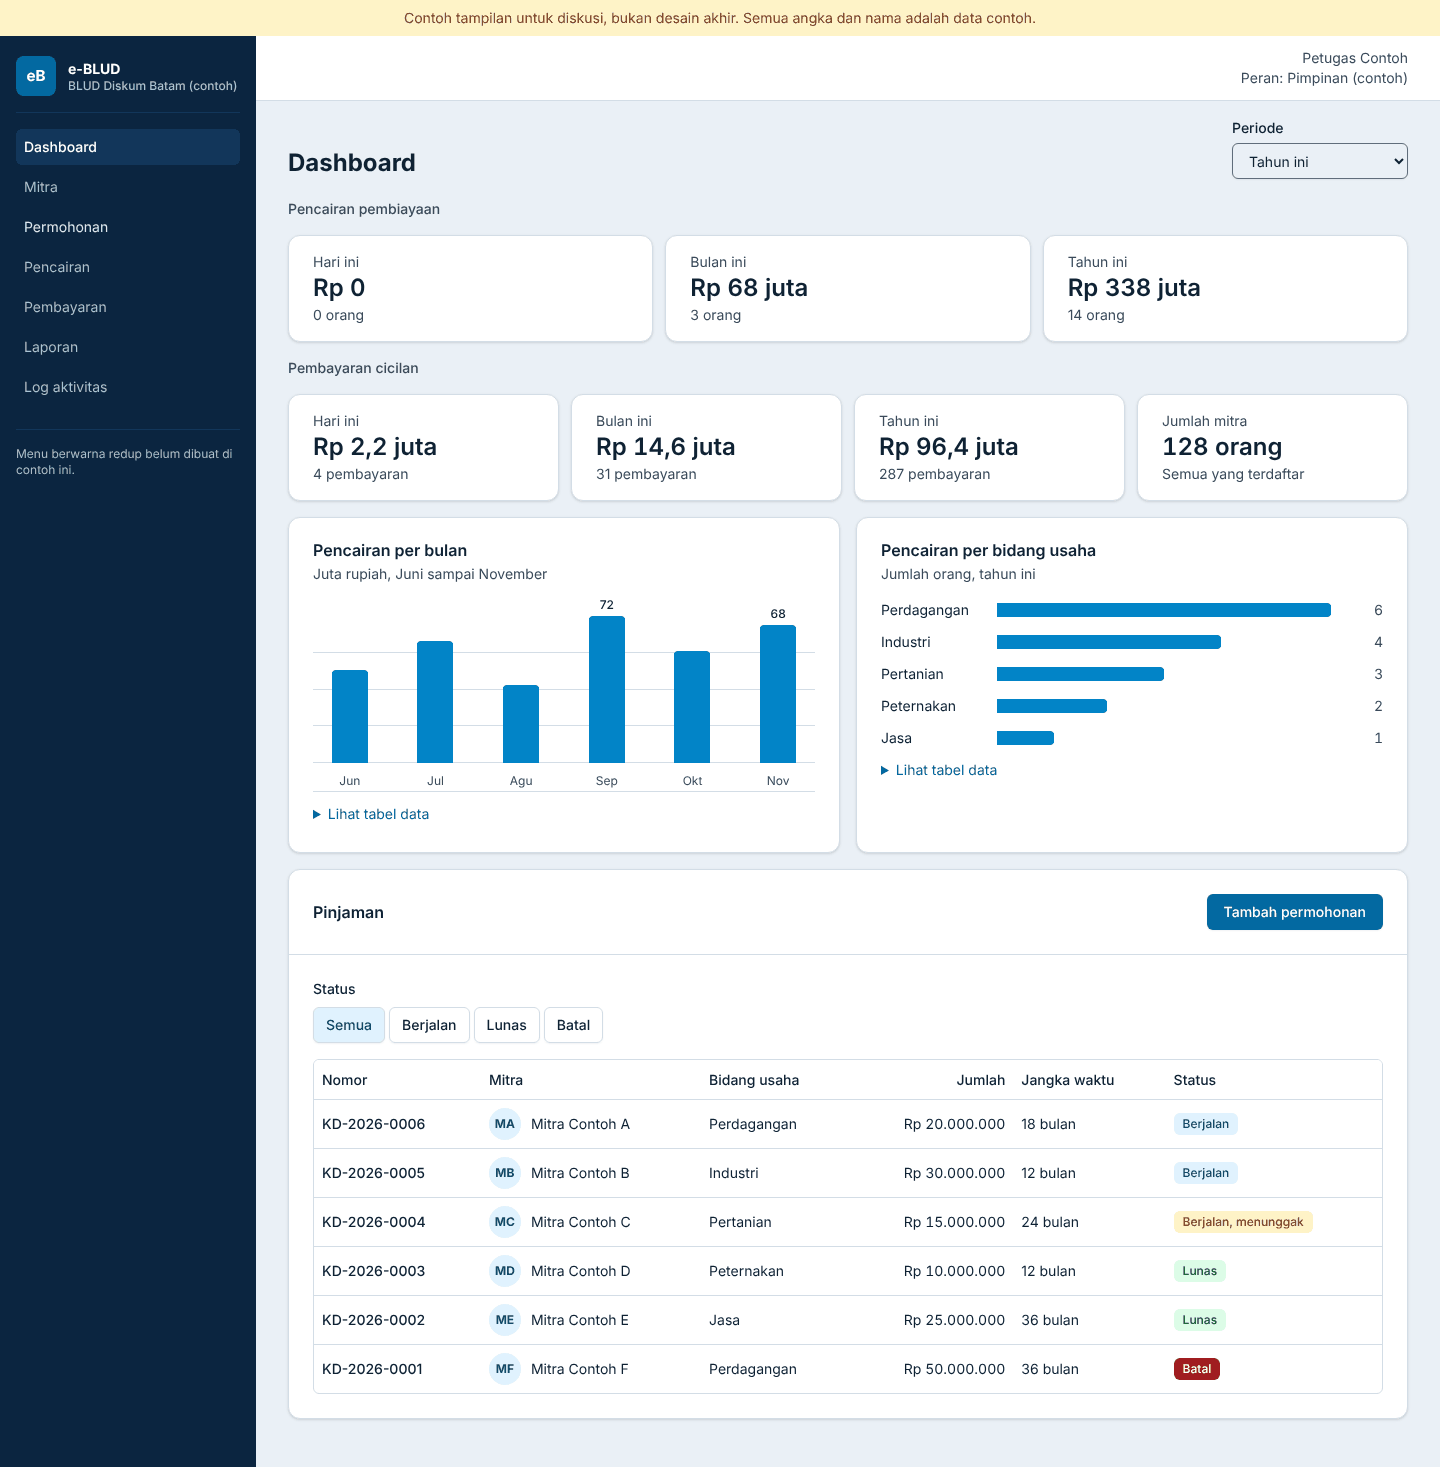 Contoh tampilan untuk diskusi, bukan desain akhir. Semua angka dan nama adalah data contoh.
eB
e-BLUD
BLUD Diskum Batam (contoh)
Dashboard
Mitra
Permohonan
Pencairan
Pembayaran
Laporan
Log aktivitas
Menu berwarna redup belum dibuat di
contoh ini.
Petugas Contoh
Peran: Pimpinan (contoh)
Dashboard
Periode
Tahun ini
Pencairan pembiayaan
Hari ini
Rp 0
0 orang
Bulan ini
Rp 68 juta
3 orang
Tahun ini
Rp 338 juta
14 orang
Pembayaran cicilan
Hari ini
Rp 2,2 juta
4 pembayaran
Bulan ini
Rp 14,6 juta
31 pembayaran
Tahun ini
Rp 96,4 juta
287 pembayaran
Jumlah mitra
128 orang
Semua yang terdaftar
Pencairan per bulan
Juta rupiah, Juni sampai November
72
68
Jun Jul Agu Sep Okt Nov
Lihat tabel data
Pencairan per bidang usaha
Jumlah orang, tahun ini
Perdagangan 6
Industri 4
Pertanian 3
Peternakan 2
Jasa 1
Lihat tabel data
Pinjaman
Tambah permohonan
Status
Semua Berjalan Lunas Batal
Nomor Mitra Bidang usaha Jumlah Jangka waktu Status
KD-2026-0006 MA Mitra Contoh A Perdagangan Rp 20.000.000 18 bulan Berjalan
KD-2026-0005 MB Mitra Contoh B Industri Rp 30.000.000 12 bulan Berjalan
KD-2026-0004 MC Mitra Contoh C Pertanian Rp 15.000.000 24 bulan Berjalan, menunggak
KD-2026-0003 MD Mitra Contoh D Peternakan Rp 10.000.000 12 bulan Lunas
KD-2026-0002 ME Mitra Contoh E Jasa Rp 25.000.000 36 bulan Lunas
KD-2026-0001 MF Mitra Contoh F Perdagangan Rp 50.000.000 36 bulan Batal